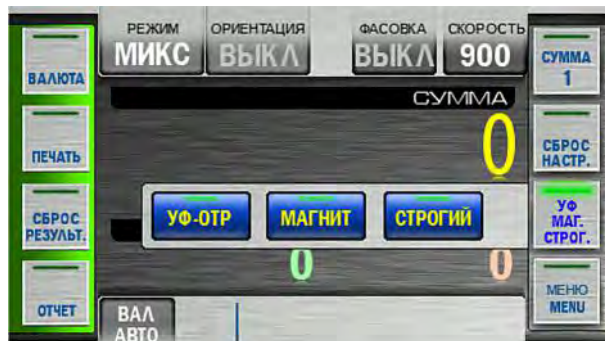 РЕЖИМ
МИКС
ОРИЕНТАЦИЯ
ВЫКЛ
ФАСОВКА
ВЫКЛ
СКОРОСТЬ
900
ВАЛЮТА
ПЕЧАТЬ
СБРОС
РЕЗУЛЬТ.
ОТЧЕТ
СУММА
0
УФ-ОТР
МАГНИТ
СТРОГИЙ
0
0
ВАЛ
АВТО
СУММА
1
СБРОС
НАСТР.
УФ
МАГ.
СТРОГ.
МЕНЮ
MENU